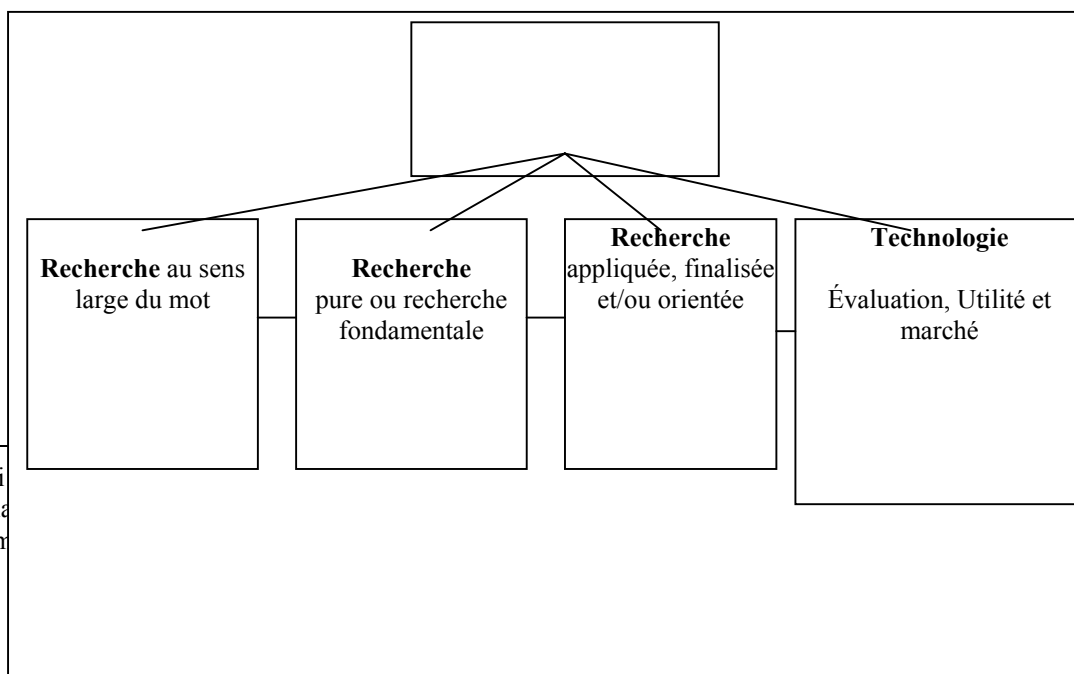 Recherche au sens
large du mot
Recherche
pure ou recherche
fondamentale
Recherche
appliquée, finalisée
et/ou orientée
Technologie
Évaluation, Utilité et
marché